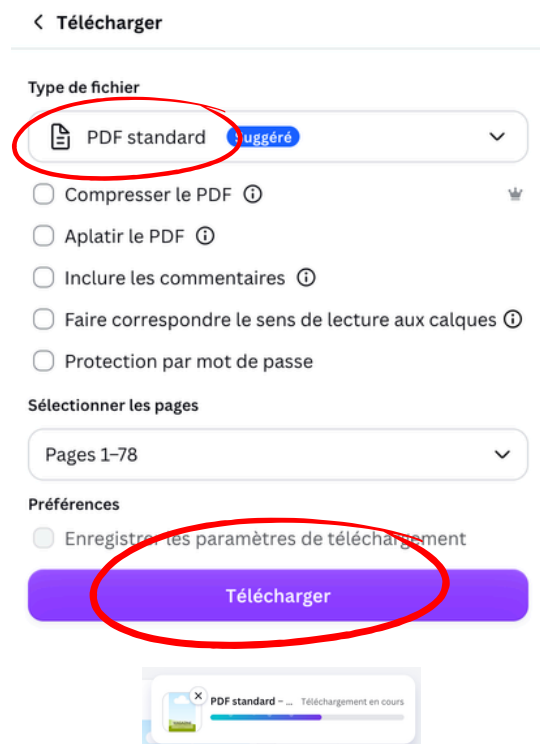 Télécharger
Type de fichier
PDF standard Suggéré
Compresser le PDF
Aplatir le PDF
Inclure les commentaires
Faire correspondre le sens de lecture aux calques
Protection par mot de passe
Sélectionner les pages
Pages 1–78
Préférences
Enregistrer les paramètres de téléchargement
Télécharger
PDF standard – ... Téléchargement en cours